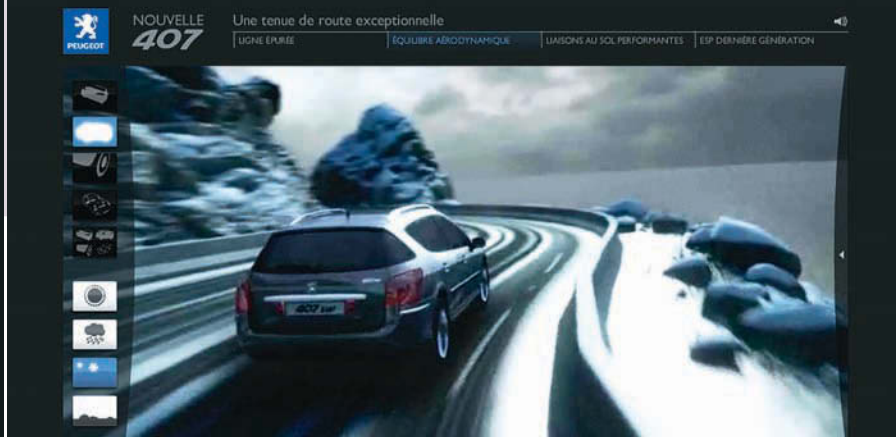 PEUGEOT
NOUVELLE
407
Une tenue de route exceptionnelle
LIGNE ÉPURÉE
ÉQUILIBRE AÉRODYNAMIQUE
LIAISONS AU SOL PERFORMANTES
ESP DERNIÈRE GÉNÉRATION
407 SW